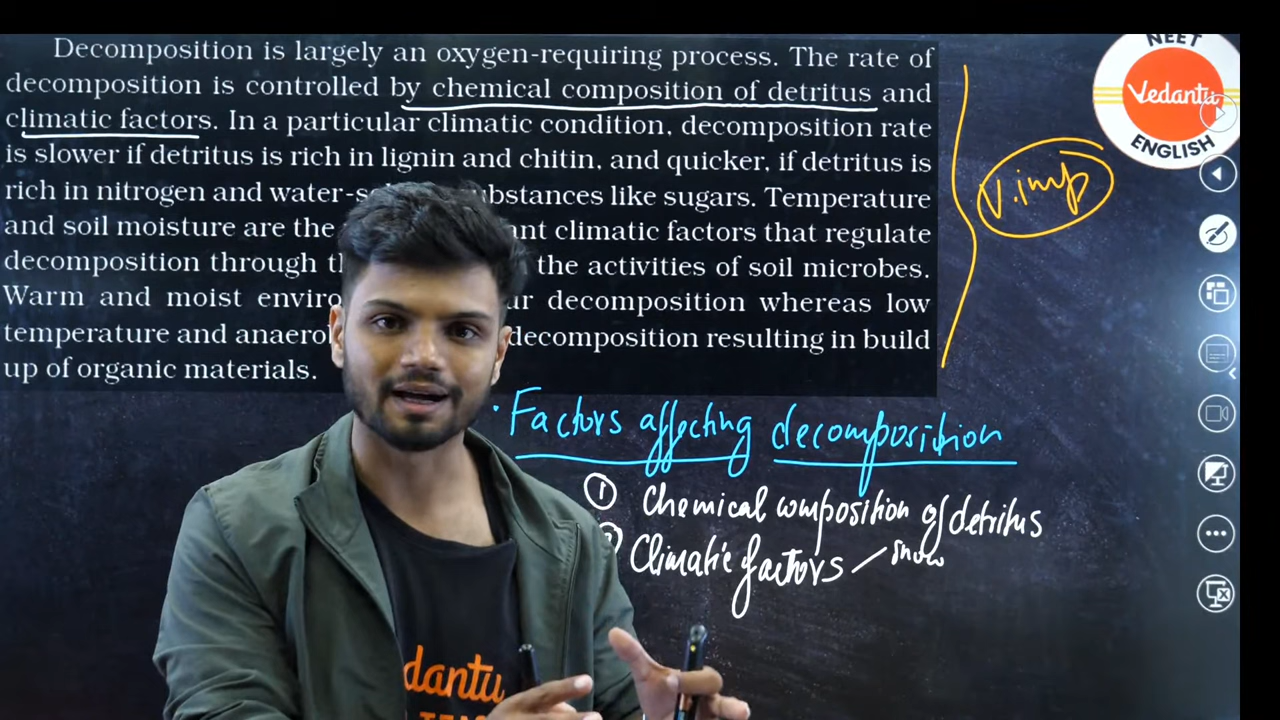 Decomposition is largely an oxygen-requiring process. The rate of
decomposition is controlled by chemical composition of detritus and
climatic factors. In a particular climatic condition, decomposition rate
is slower if detritus is rich in lignin and chitin, and quicker, if detritus is
rich in nitrogen and substances like sugars. Temperature
and soil moisture are the climatic factors that regulate
decomposition through the activities of soil microbes.
Warm and moist decomposition whereas low
temperature and decomposition resulting in build
up of organic materials.
NEET
Vedantu
ENGLISH
V.imp
Factors affecting decomposition
1 Chemical composition of detritus
Climatic factors
dantu